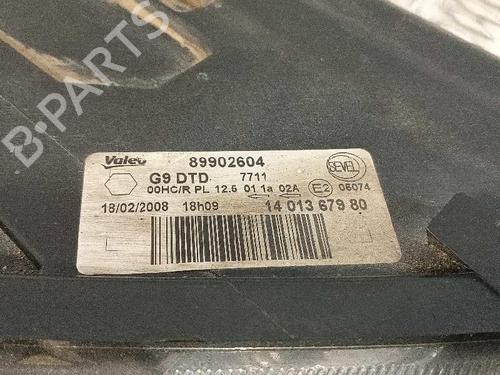 B-PARTS
Valeo 89902604
G9 DTD 7711 SEVEL
00HC/R PL 12.5 01 1a 02A E2 05074
18/02/2008 18h09 14 013 679 80